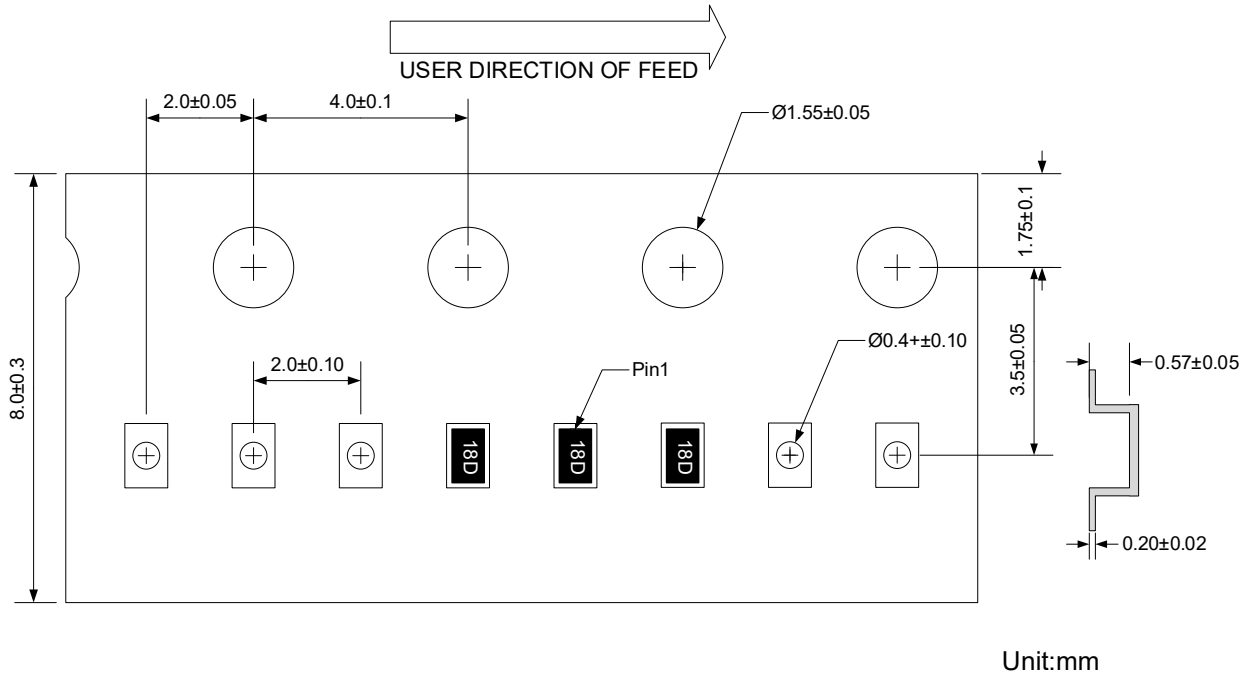 USER DIRECTION OF FEED
2.0±0.05
4.0±0.1
Ø1.55±0.05
1.75±0.1
8.0±0.3
2.0±0.10
Pin1
Ø0.4+±0.10
3.5±0.05
0.57±0.05
18D
18D
18D
0.20±0.02
Unit:mm